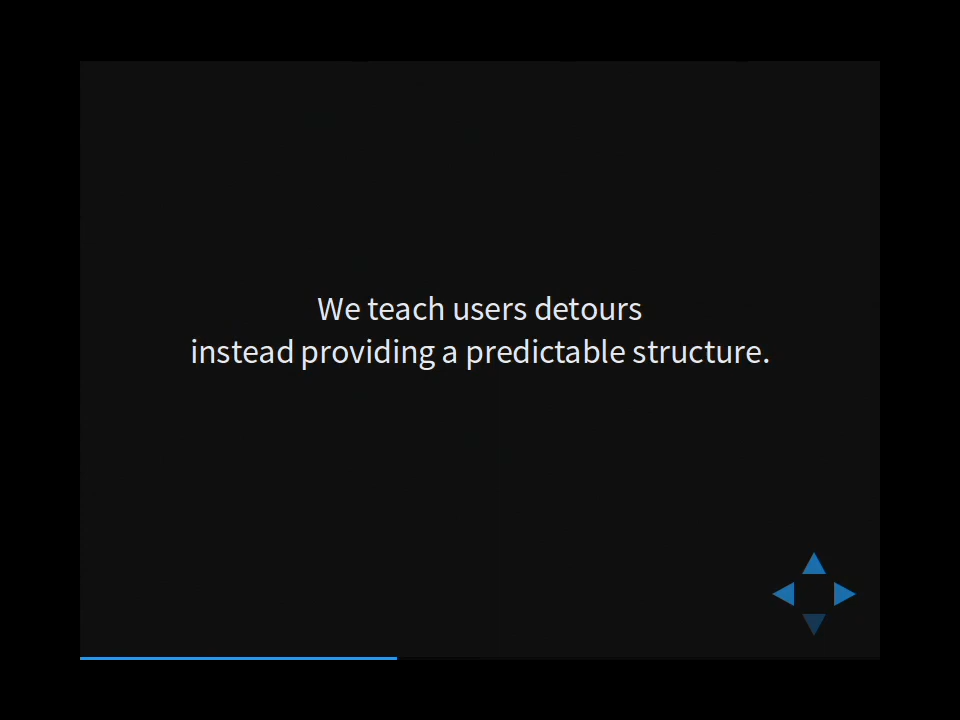 We teach users detours
instead providing a predictable structure.